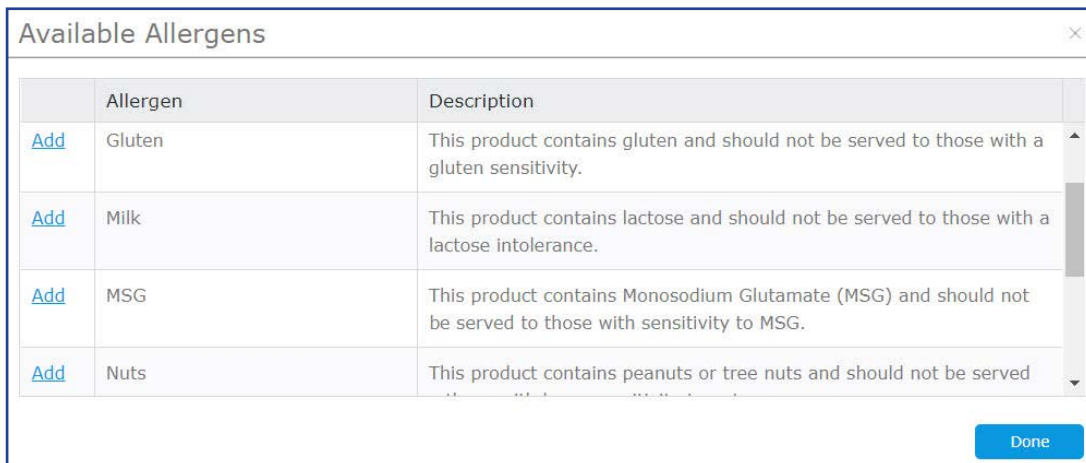 Available Allergens
Allergen Description
Add Gluten This product contains gluten and should not be served to those with a
gluten sensitivity.
Add Milk This product contains lactose and should not be served to those with a
lactose intolerance.
Add MSG This product contains Monosodium Glutamate (MSG) and should not
be served to those with sensitivity to MSG.
Add Nuts This product contains peanuts or tree nuts and should not be served
Done